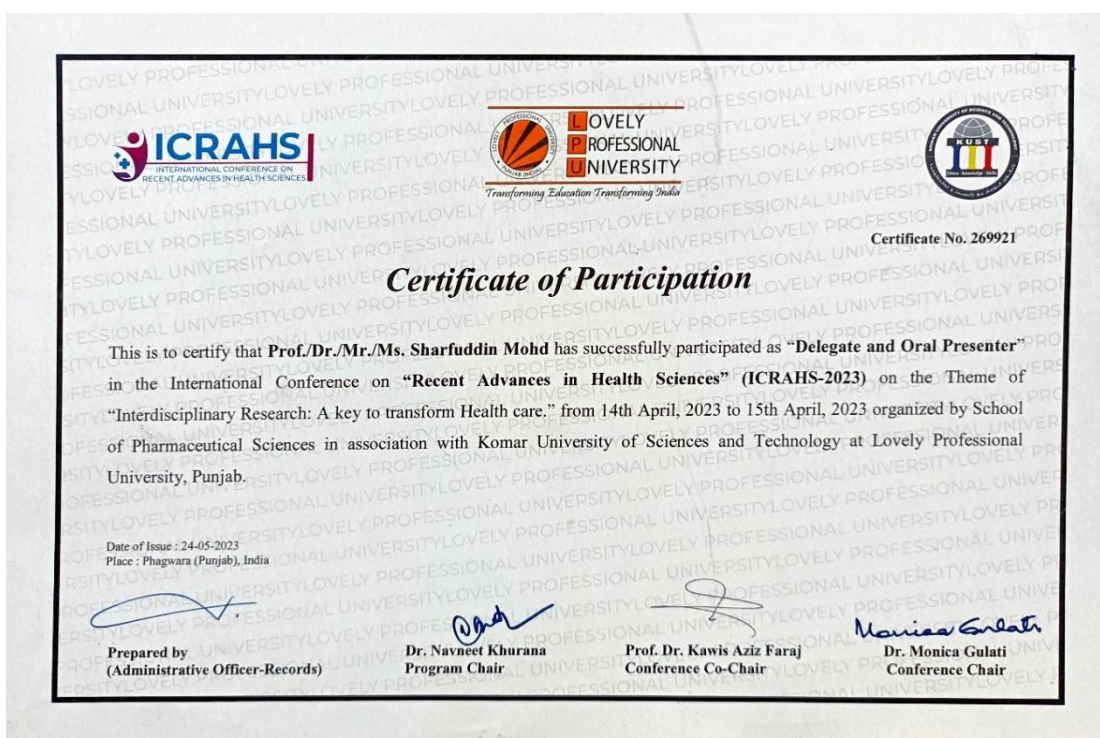 ICRAHS
INTERNATIONAL CONFERENCE ON
RECENT ADVANCES IN HEALTH SCIENCES
LOVELY
PROFESSIONAL
UNIVERSITY
Transforming Education Transforming India
KUST
Certificate No. 269921
Certificate of Participation
This is to certify that Prof./Dr./Mr./Ms. Sharfuddin Mohd has successfully participated as “Delegate and Oral Presenter”
in the International Conference on “Recent Advances in Health Sciences” (ICRAHS-2023) on the Theme of
“Interdisciplinary Research: A key to transform Health care.” from 14th April, 2023 to 15th April, 2023 organized by School
of Pharmaceutical Sciences in association with Komar University of Sciences and Technology at Lovely Professional
University, Punjab.
Date of Issue : 24-05-2023
Place : Phagwara (Punjab), India
Monica Gulati
Prepared by
(Administrative Officer-Records)
Dr. Navneet Khurana
Program Chair
Prof. Dr. Kawis Aziz Faraj
Conference Co-Chair
Dr. Monica Gulati
Conference Chair